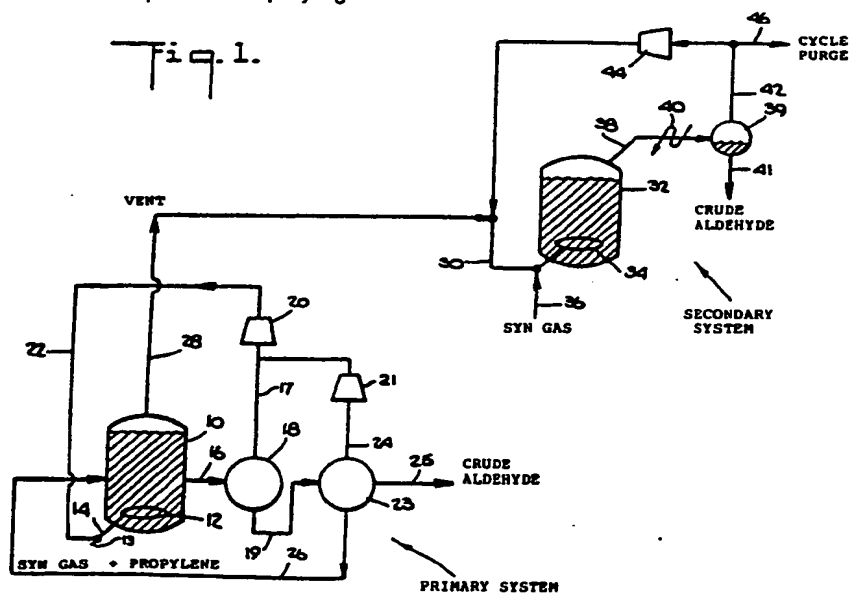 Fig. 1.
46
CYCLE
PURGE
44
42
40
39
38
32
41
CRUDE
ALDEHYDE
VENT
30
34
36
SYN GAS
SECONDARY
SYSTEM
20
22
28
17
21
10
18
24
16
25
CRUDE
ALDEHYDE
14
12
23
13
19
SYN GAS + PROPYLENE
26
PRIMARY SYSTEM